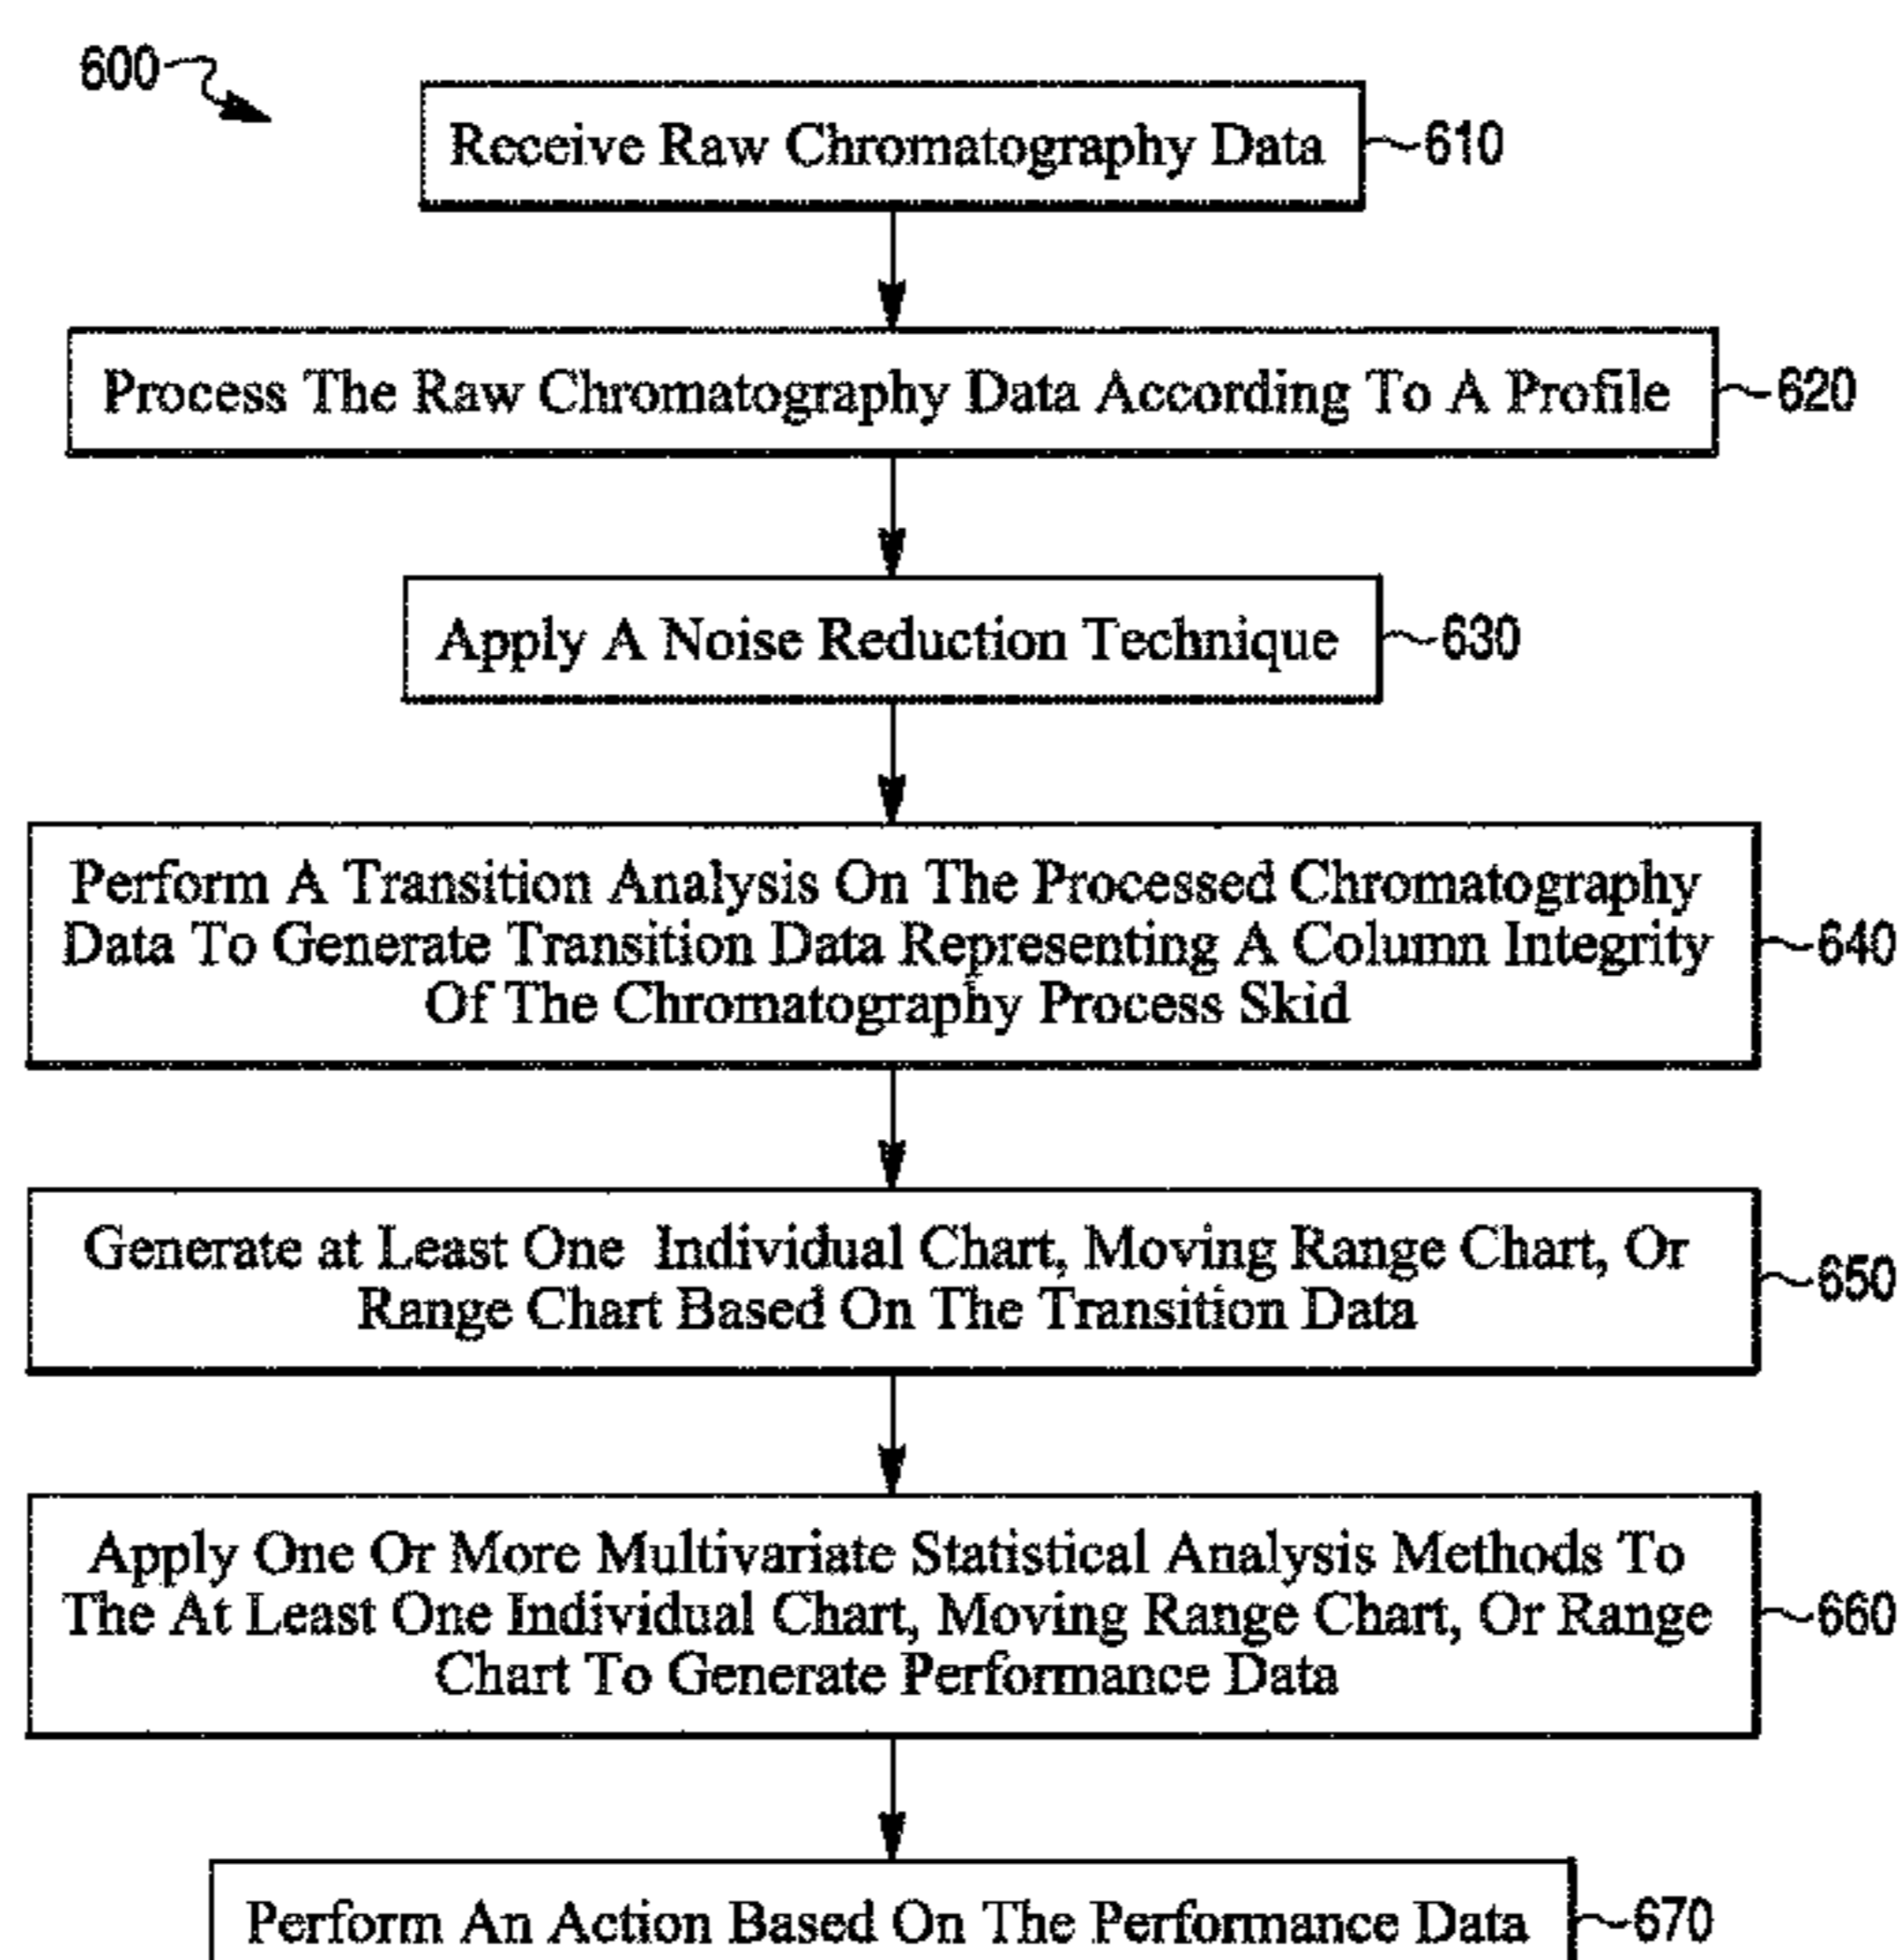 600
Receive Raw Chromatography Data
610
Process The Raw Chromatography Data According To A Profile
620
Apply A Noise Reduction Technique
630
Perform A Transition Analysis On The Processed Chromatography
Data To Generate Transition Data Representing A Column Integrity
Of The Chromatography Process Skid
640
Generate at Least One Individual Chart, Moving Range Chart, Or
Range Chart Based On The Transition Data
650
Apply One Or More Multivariate Statistical Analysis Methods To
The At Least One Individual Chart, Moving Range Chart, Or Range
Chart To Generate Performance Data
660
Perform An Action Based On The Performance Data
670